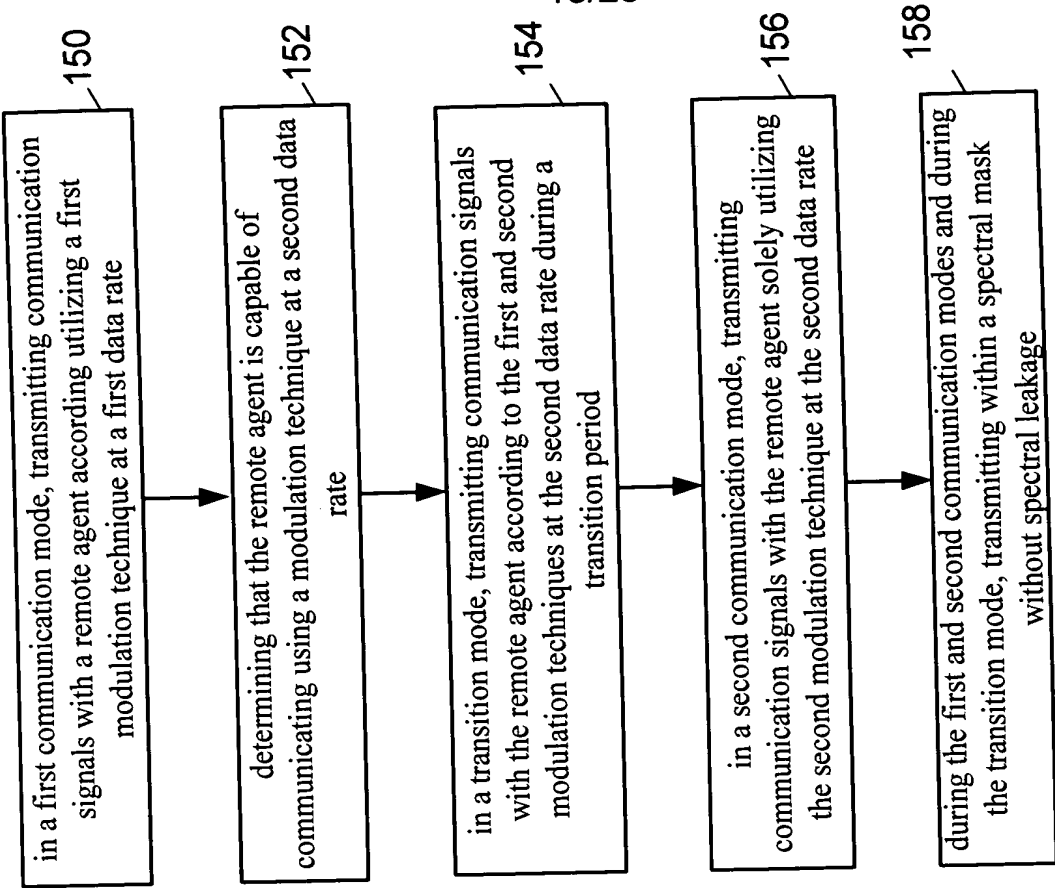 in a first communication mode, transmitting communication
signals with a remote agent according utilizing a first
modulation technique at a first data rate
150
determining that the remote agent is capable of
communicating using a modulation technique at a second data
rate
152
in a transition mode, transmitting communication signals
with the remote agent according to the first and second
modulation techniques at the second data rate during a
transition period
154
in a second communication mode, transmitting
communication signals with the remote agent solely utilizing
the second modulation technique at the second data rate
156
during the first and second communication modes and during
the transition mode, transmitting within a spectral mask
without spectral leakage
158